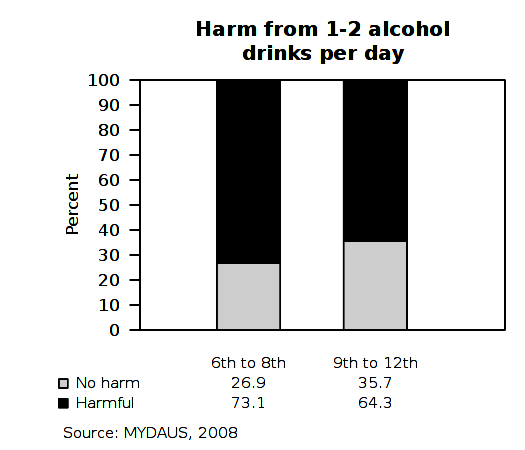 Harm from 1-2 alcohol
drinks per day
Percent
100
90
80
70
60
50
40
30
20
10
0
6th to 8th 9th to 12th
No harm 26.9 35.7
Harmful 73.1 64.3
Source: MYDAUS, 2008